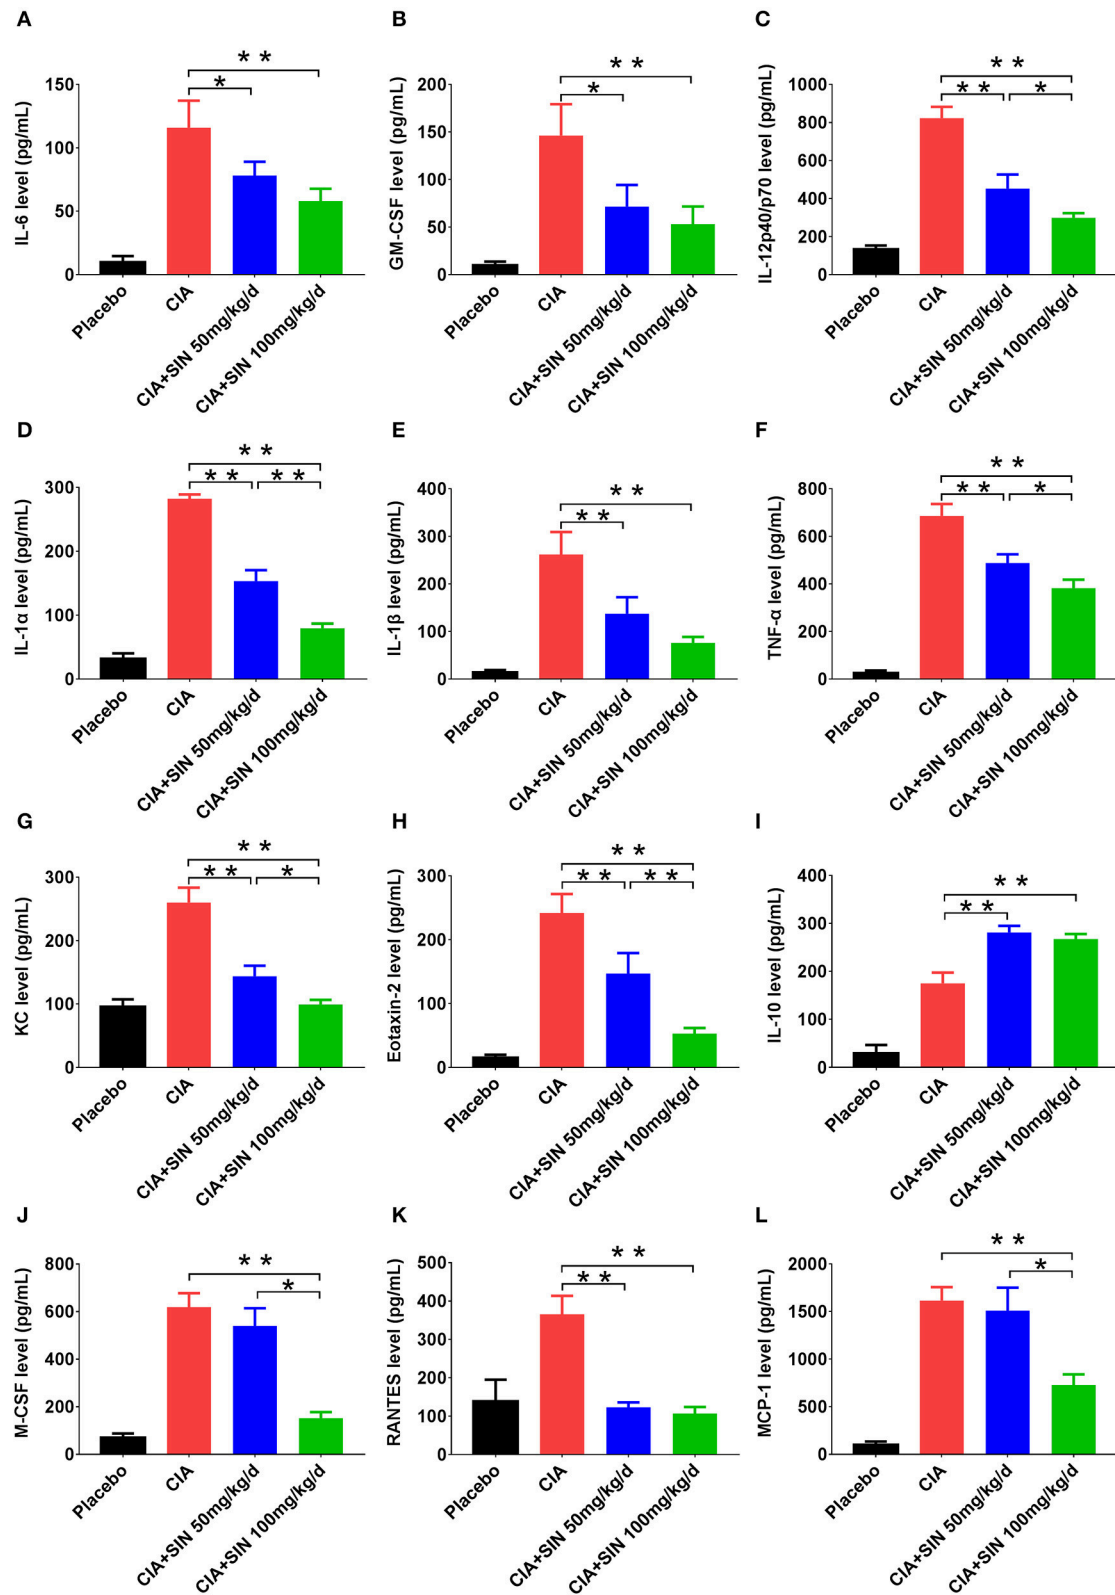 A
* *
*
IL-6 level (pg/mL)
150
100
50
0
Placebo
CIA
CIA+SIN 50mg/kg/d
CIA+SIN 100mg/kg/d
B
* *
*
GM-CSF level (pg/mL)
200
150
100
50
0
Placebo
CIA
CIA+SIN 50mg/kg/d
CIA+SIN 100mg/kg/d
C
* *
* *
*
IL-12p40/p70 level (pg/mL)
1000
800
600
400
200
0
Placebo
CIA
CIA+SIN 50mg/kg/d
CIA+SIN 100mg/kg/d
D
* *
* *
* *
IL-1α level (pg/mL)
300
200
100
0
Placebo
CIA
CIA+SIN 50mg/kg/d
CIA+SIN 100mg/kg/d
E
* *
* *
IL-1β level (pg/mL)
400
300
200
100
0
Placebo
CIA
CIA+SIN 50mg/kg/d
CIA+SIN 100mg/kg/d
F
* *
* *
*
TNF-α level (pg/mL)
800
600
400
200
0
Placebo
CIA
CIA+SIN 50mg/kg/d
CIA+SIN 100mg/kg/d
G
* *
* *
*
KC level (pg/mL)
300
200
100
0
Placebo
CIA
CIA+SIN 50mg/kg/d
CIA+SIN 100mg/kg/d
H
* *
* *
* *
Eotaxin-2 level (pg/mL)
300
200
100
0
Placebo
CIA
CIA+SIN 50mg/kg/d
CIA+SIN 100mg/kg/d
I
* *
* *
IL-10 level (pg/mL)
400
300
200
100
0
Placebo
CIA
CIA+SIN 50mg/kg/d
CIA+SIN 100mg/kg/d
J
* *
*
M-CSF level (pg/mL)
800
600
400
200
0
Placebo
CIA
CIA+SIN 50mg/kg/d
CIA+SIN 100mg/kg/d
K
* *
* *
RANTES level (pg/mL)
500
400
300
200
100
0
Placebo
CIA
CIA+SIN 50mg/kg/d
CIA+SIN 100mg/kg/d
L
* *
*
MCP-1 level (pg/mL)
2000
1500
1000
500
0
Placebo
CIA
CIA+SIN 50mg/kg/d
CIA+SIN 100mg/kg/d